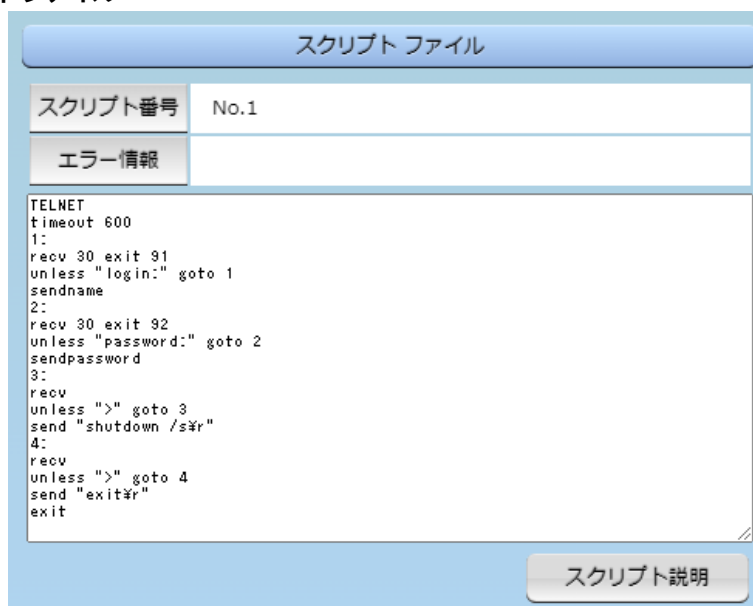 スクリプト ファイル
スクリプト番号 No.1
エラー情報
TELNET
timeout 600
1:
recv 30 exit 91
unless "login:" goto 1
sendname
2:
recv 30 exit 92
unless "password:" goto 2
sendpassword
3:
recv
unless ">" goto 3
send "shutdown /s¥r"
4:
recv
unless ">" goto 4
send "exit¥r"
exit
スクリプト説明